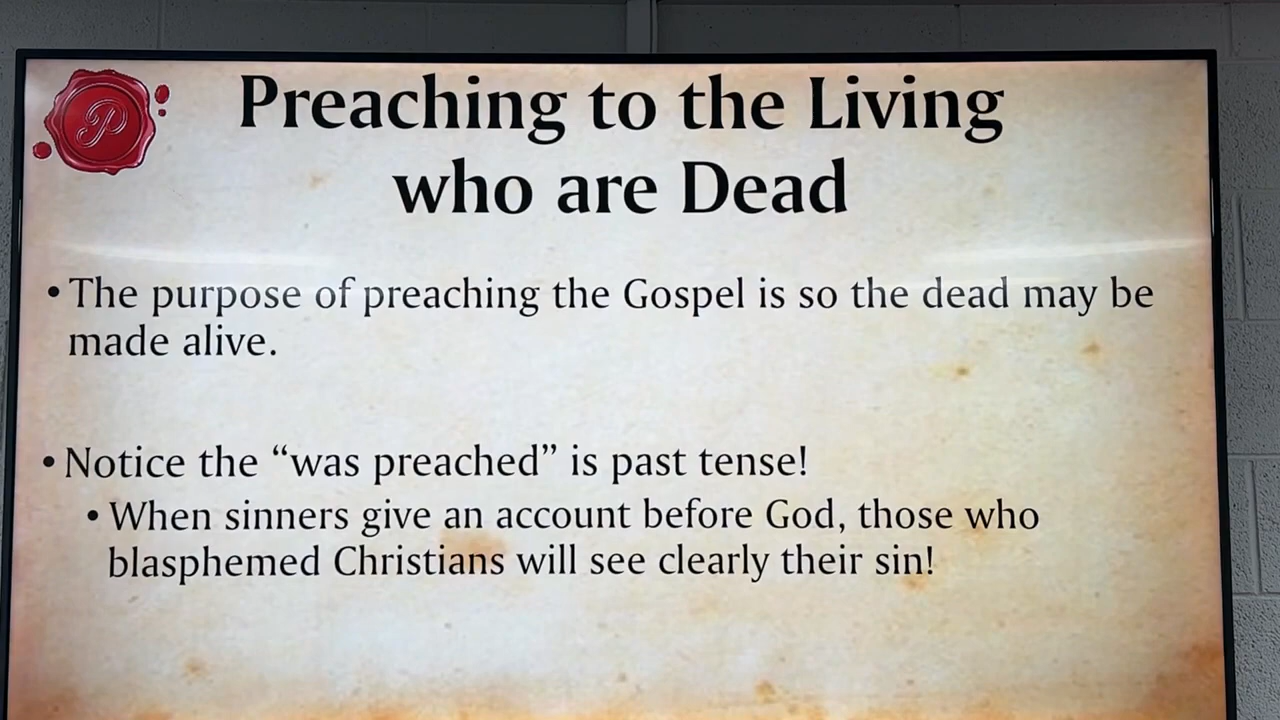 P
Preaching to the Living
who are Dead
• The purpose of preaching the Gospel is so the dead may be
made alive.
• Notice the “was preached” is past tense!
• When sinners give an account before God, those who
blasphemed Christians will see clearly their sin!